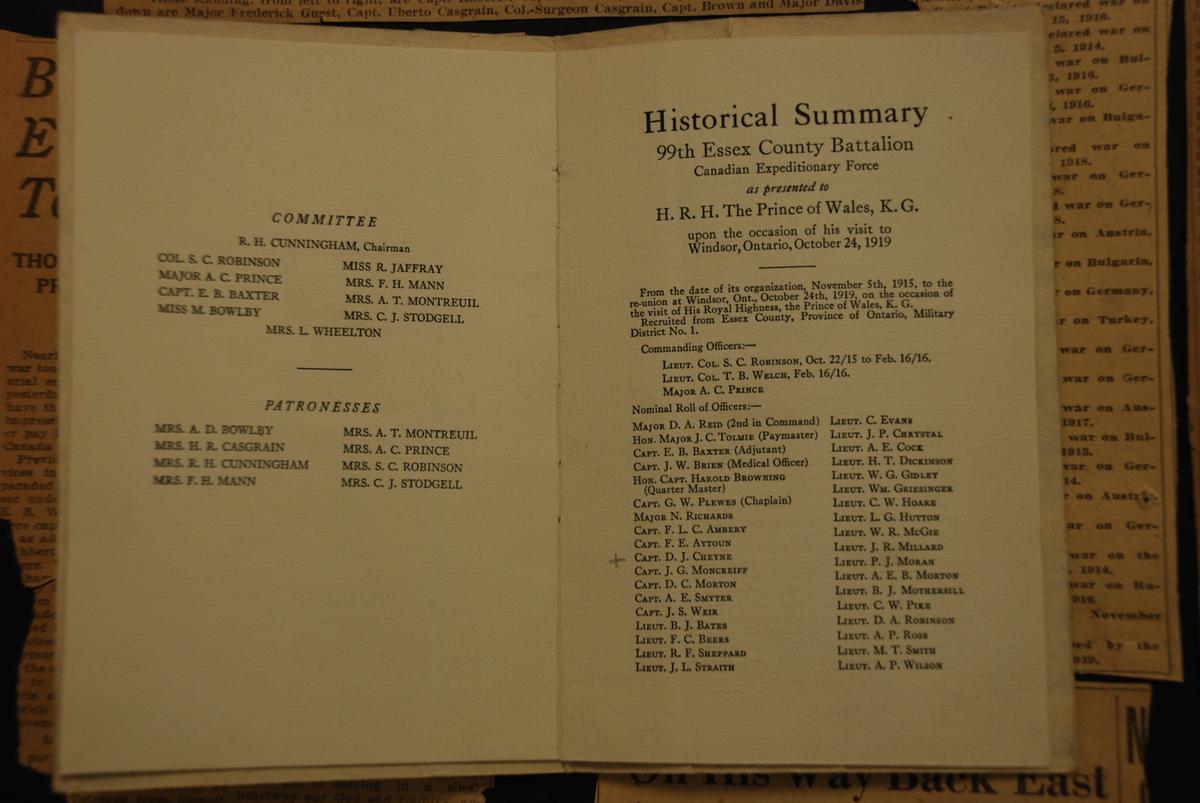 down are Major Frederick Guest, Capt. Uberto Casgrain, Col.-Surgeon Casgrain, Capt. Brown and Major Davis
COMMITTEE
R. H. CUNNINGHAM, Chairman
COL. S. C. ROBINSON
MAJOR A. C. PRINCE
CAPT. E. B. BAXTER
MISS M. BOWLBY
MISS R. JAFFRAY
MRS. F. H. MANN
MRS. A. T. MONTREUIL
MRS. C. J. STODGELL
MRS. L. WHEELTON
PATRONESSES
MRS. A. D. BOWLBY
MRS. H. R. CASGRAIN
MRS. R. H. CUNNINGHAM
MRS. F. H. MANN
MRS. A. T. MONTREUIL
MRS. A. C. PRINCE
MRS. S. C. ROBINSON
MRS. C. J. STODGELL
Historical Summary
99th Essex County Battalion
Canadian Expeditionary Force
as presented to
H. R. H. The Prince of Wales, K. G.
upon the occasion of his visit to
Windsor, Ontario, October 24, 1919
From the date of its organization, November 5th, 1915, to the
re-union at Windsor, Ont., October 24th, 1919, on the occasion of
the visit of His Royal Highness, the Prince of Wales, K. G.
Recruited from Essex County, Province of Ontario, Military
District No. 1.
Commanding Officers:—
LIEUT. COL. S. C. ROBINSON, Oct. 22/15 to Feb. 16/16.
LIEUT. COL. T. B. WELCH, Feb. 16/16.
MAJOR A. C. PRINCE
Nominal Roll of Officers:—
MAJOR D. A. REID (2nd in Command)
HON. MAJOR J. C. TOLMIE (Paymaster)
CAPT. E. B. BAXTER (Adjutant)
CAPT. J. W. BRIEN (Medical Officer)
HON. CAPT. HAROLD BROWNING
(Quarter Master)
CAPT. G. W. PLEWES (Chaplain)
MAJOR N. RICHARDS
CAPT. F. L. C. AMBERY
CAPT. F. E. AYTOUN
+ CAPT. D. J. CHEYNE
CAPT. J. G. MONCREIFF
CAPT. D. C. MORTON
CAPT. A. E. SMYTER
CAPT. J. S. WEIR
LIEUT. B. J. BATES
LIEUT. F. C. BEERS
LIEUT. R. F. SHEPPARD
LIEUT. J. L. STRAITH
LIEUT. C. EVANS
LIEUT. J. P. CHRYSTAL
LIEUT. A. E. COCK
LIEUT. H. T. DICKINSON
LIEUT. W. G. GIDLEY
LIEUT. WM. GRIESINGER
LIEUT. C. W. HOARE
LIEUT. L. G. HUTTON
LIEUT. W. R. McGIE
LIEUT. J. R. MILLARD
LIEUT. P. J. MORAN
LIEUT. A. E. B. MORTON
LIEUT. B. J. MOTHERSILL
LIEUT. C. W. PIKE
LIEUT. D. A. ROBINSON
LIEUT. A. P. ROSS
LIEUT. M. T. SMITH
LIEUT. A. P. WILSON
On His Way Back East